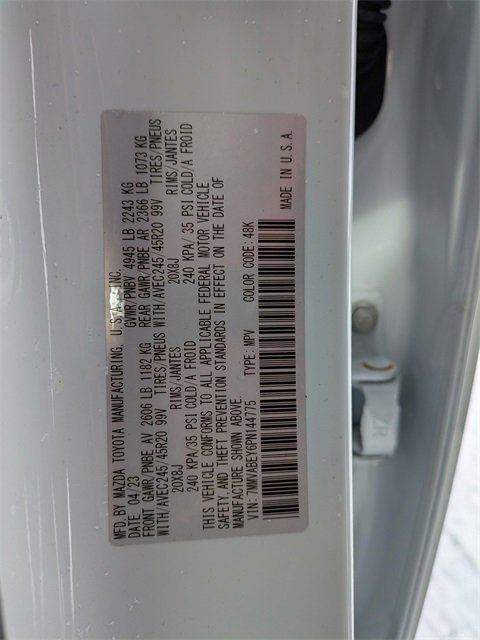 MFD.BY MAZDA TOYOTA MANUFACTURING, U.S.A., INC.
DATE 04/23 GVWR/PNBV 4945 LB 2243 KG
FRONT GAWR/PNBE AV 2606 LB 1182 KG REAR GAWR/PNBE AR 2366 LB 1073 KG
WITH/AVEC245/45R20 99V TIRES/PNEUS WITH/AVEC245/45R20 99V TIRES/PNEUS
20X8J RIMS/JANTES 20X8J RIMS/JANTES
240 KPA/35 PSI COLD/A FROID 240 KPA/ 35 PSI COLD/A FROID
THIS VEHICLE CONFORMS TO ALL APPLICABLE FEDERAL MOTOR VEHICLE
SAFETY, AND THEFT PREVENTION STANDARDS IN EFFECT ON THE DATE OF
MANUFACTURE SHOWN ABOVE.
VIN: 7MMVABEY6PN144775 TYPE: MPV COLOR CODE: 48K
MADE IN U.S.A.